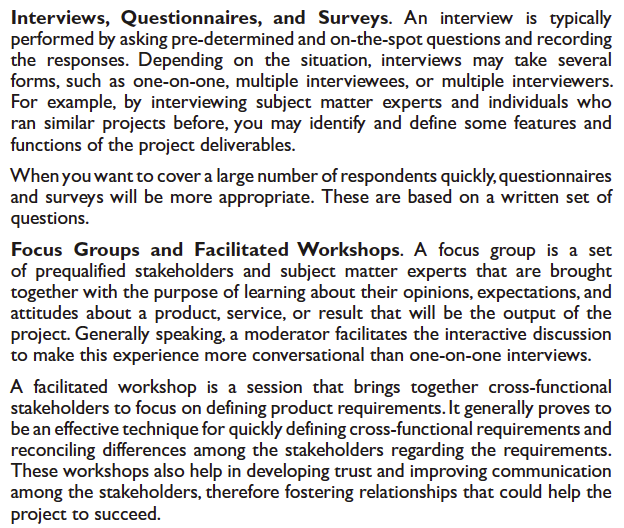 Interviews, Questionnaires, and Surveys. An interview is typically
performed by asking pre-determined and on-the-spot questions and recording
the responses. Depending on the situation, interviews may take several
forms, such as one-on-one, multiple interviewees, or multiple interviewers.
For example, by interviewing subject matter experts and individuals who
ran similar projects before, you may identify and define some features and
functions of the project deliverables.
When you want to cover a large number of respondents quickly, questionnaires
and surveys will be more appropriate. These are based on a written set of
questions.
Focus Groups and Facilitated Workshops. A focus group is a set
of prequalified stakeholders and subject matter experts that are brought
together with the purpose of learning about their opinions, expectations, and
attitudes about a product, service, or result that will be the output of the
project. Generally speaking, a moderator facilitates the interactive discussion
to make this experience more conversational than one-on-one interviews.
A facilitated workshop is a session that brings together cross-functional
stakeholders to focus on defining product requirements. It generally proves to
be an effective technique for quickly defining cross-functional requirements and
reconciling differences among the stakeholders regarding the requirements.
These workshops also help in developing trust and improving communication
among the stakeholders, therefore fostering relationships that could help the
project to succeed.